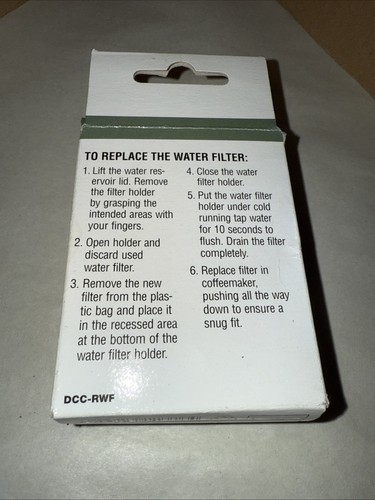 TO REPLACE THE WATER FILTER:
1. Lift the water res-
ervoir lid. Remove
the filter holder
by grasping the
intended areas with
your fingers.
2. Open holder and
discard used
water filter.
3. Remove the new
filter from the plas-
tic bag and place it
in the recessed area
at the bottom of the
water filter holder.
4. Close the water
filter holder.
5. Put the water filter
holder under cold
running tap water
for 10 seconds to
flush. Drain the filter
completely.
6. Replace filter in
coffeemaker,
pushing all the way
down to ensure a
snug fit.
DCC-RWF